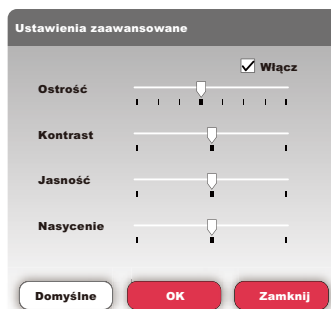 Ustawienia zaawansowane
Włącz
Ostrość
Kontrast
Jasność
Nasycenie
Domyślne OK Zamknij